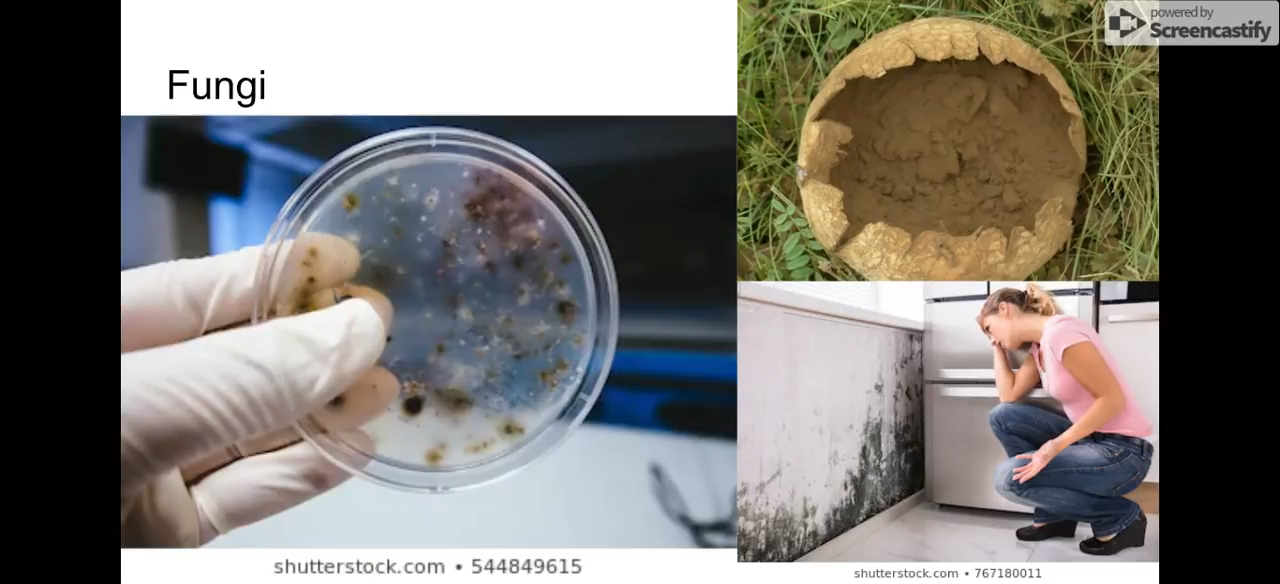 powered by
Screencastify
Fungi
shutterstock.com • 544849615
shutterstock.com • 767180011